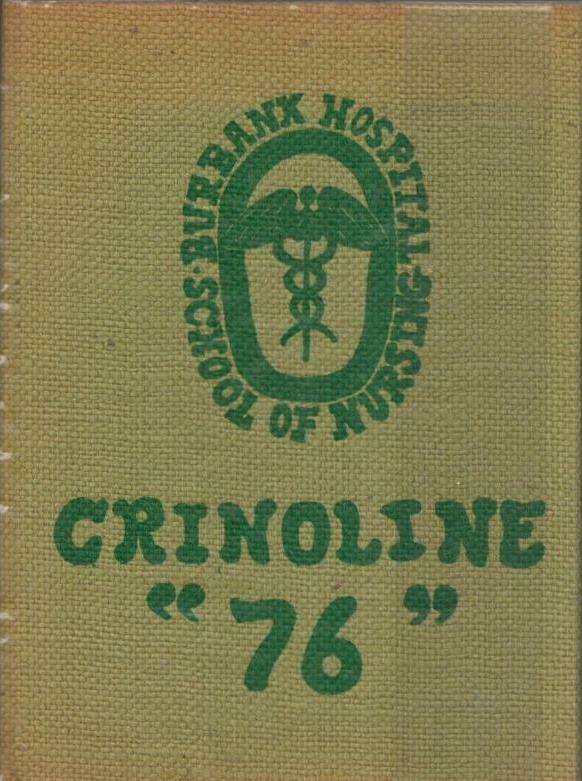 BURBANK HOSPITAL
SCHOOL OF NURSING
CRINOLINE
“76”